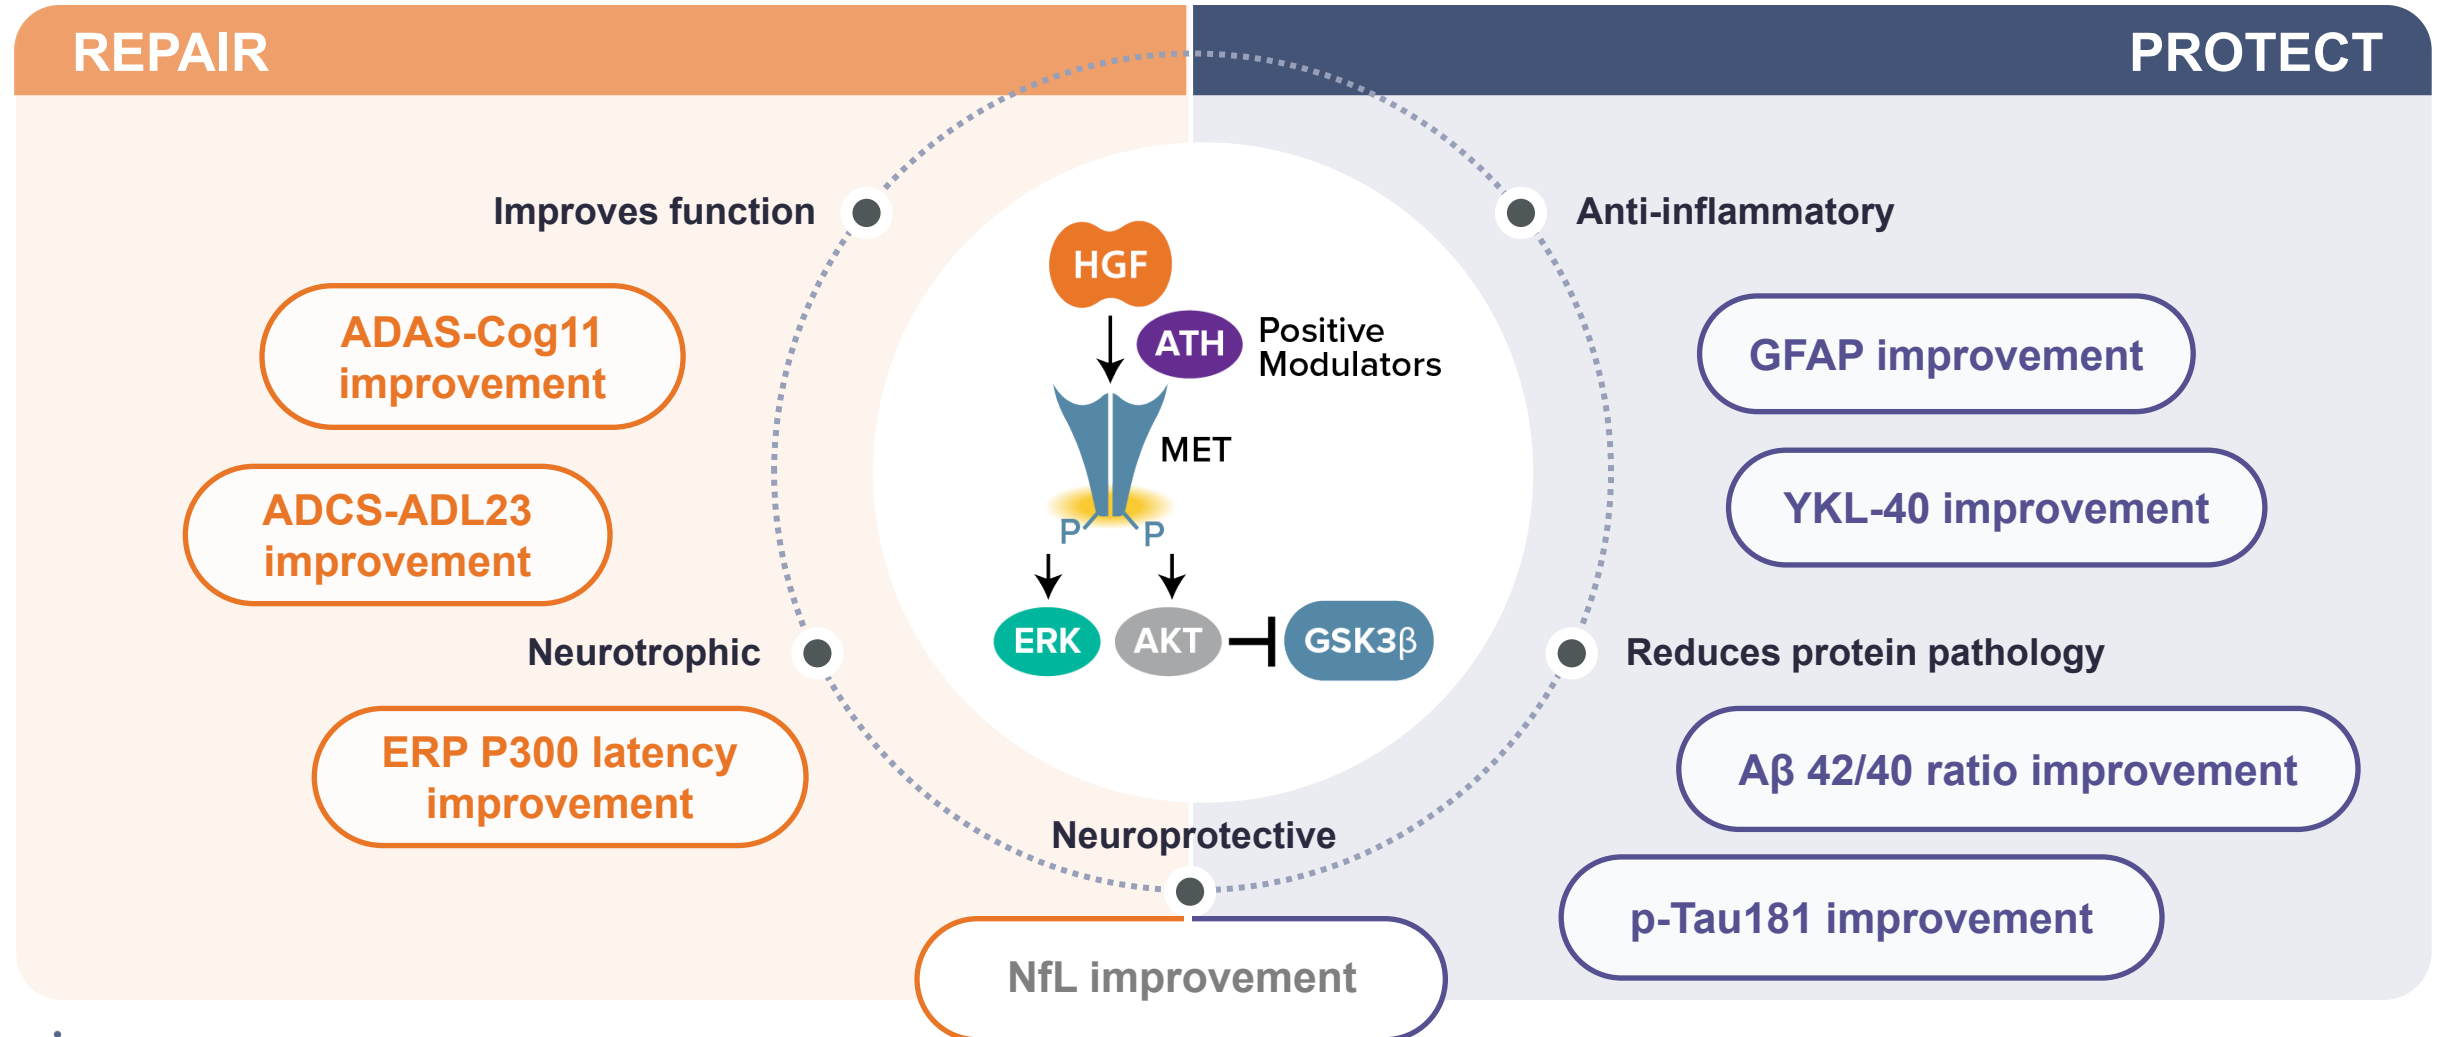 REPAIR
PROTECT
Improves function
ADAS-Cog11
improvement
ADCS-ADL23
improvement
Neurotrophic
ERP P300 latency
improvement
HGF
ATH
Positive
Modulators
MET
P
P
ERK
AKT
GSK3β
Neuroprotective
NfL improvement
Anti-inflammatory
GFAP improvement
YKL-40 improvement
Reduces protein pathology
Aβ 42/40 ratio improvement
p-Tau181 improvement